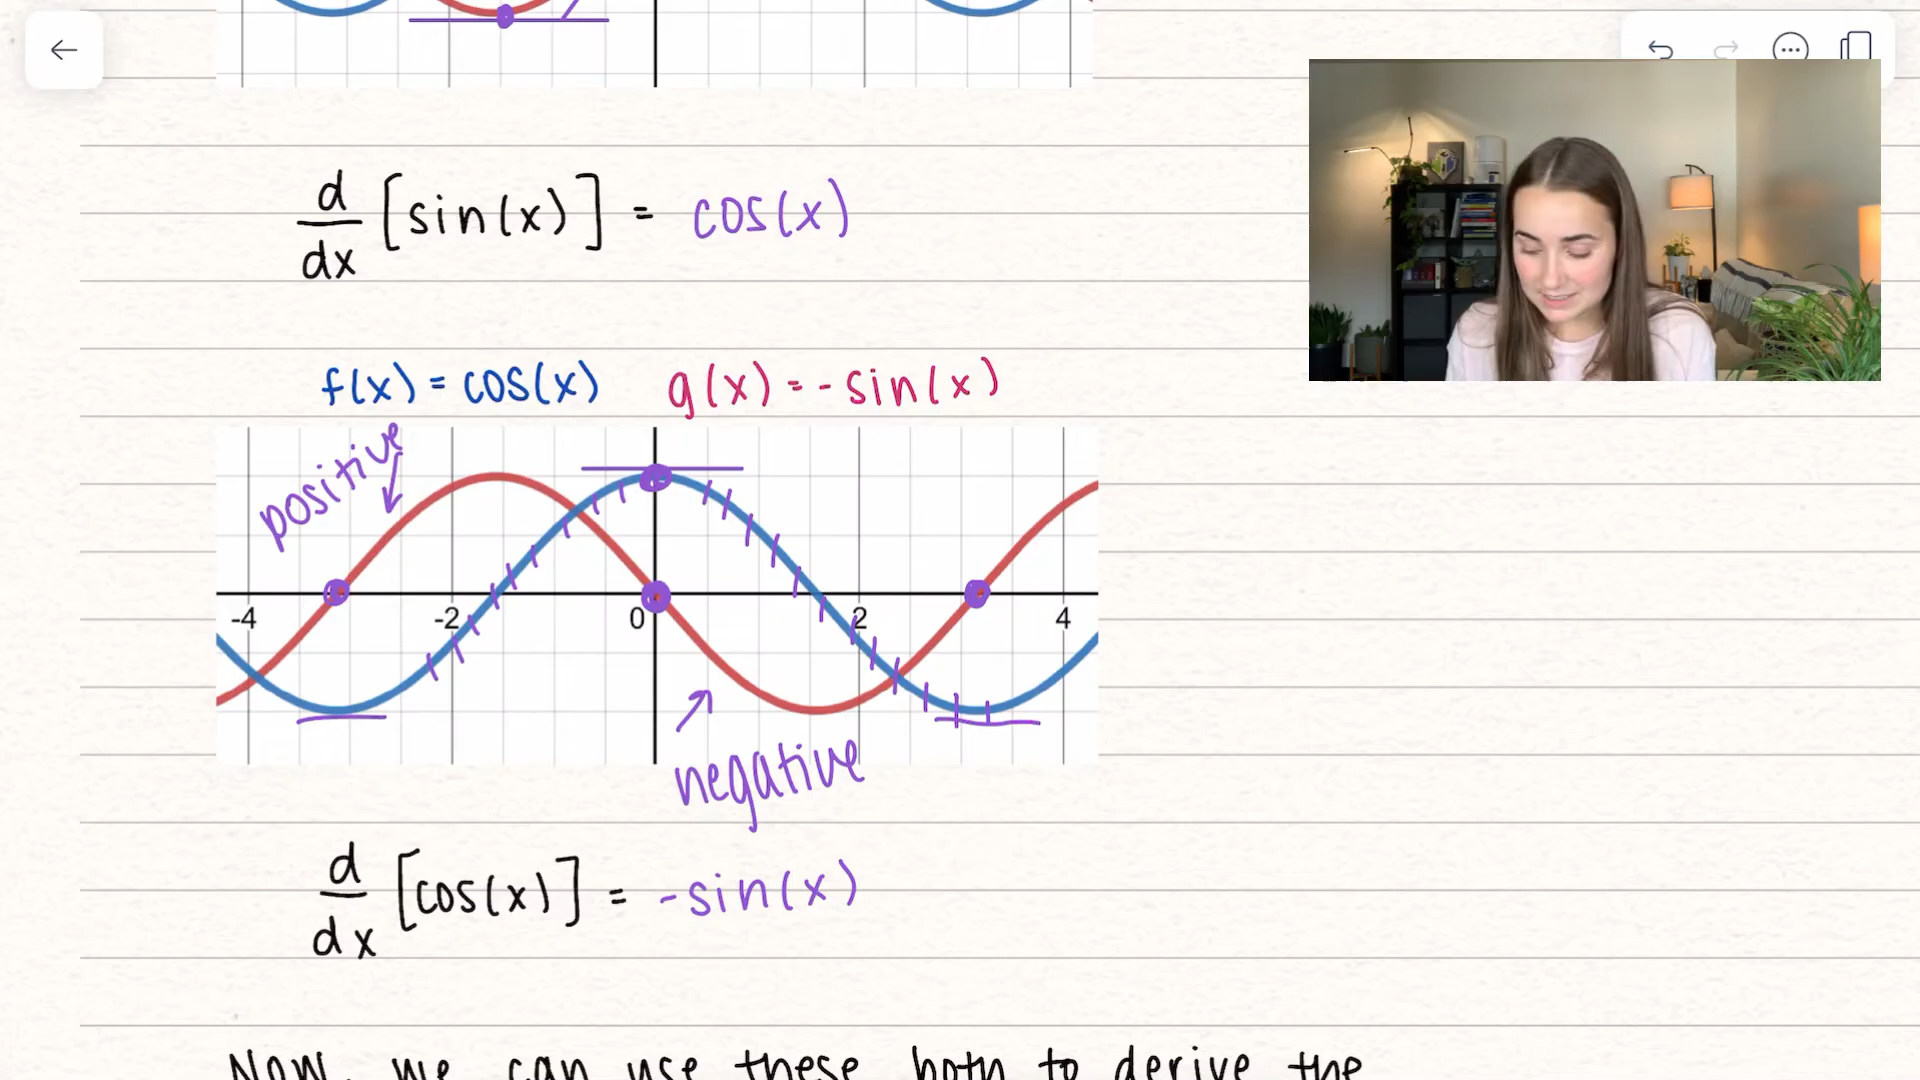 d/dx [sin(x)] = cos(x)
f(x) = cos(x) g(x) = -sin(x)
positive
-4 -2 0 2 4
negative
d/dx [cos(x)] = -sin(x)
Now, we can use these both to derive the